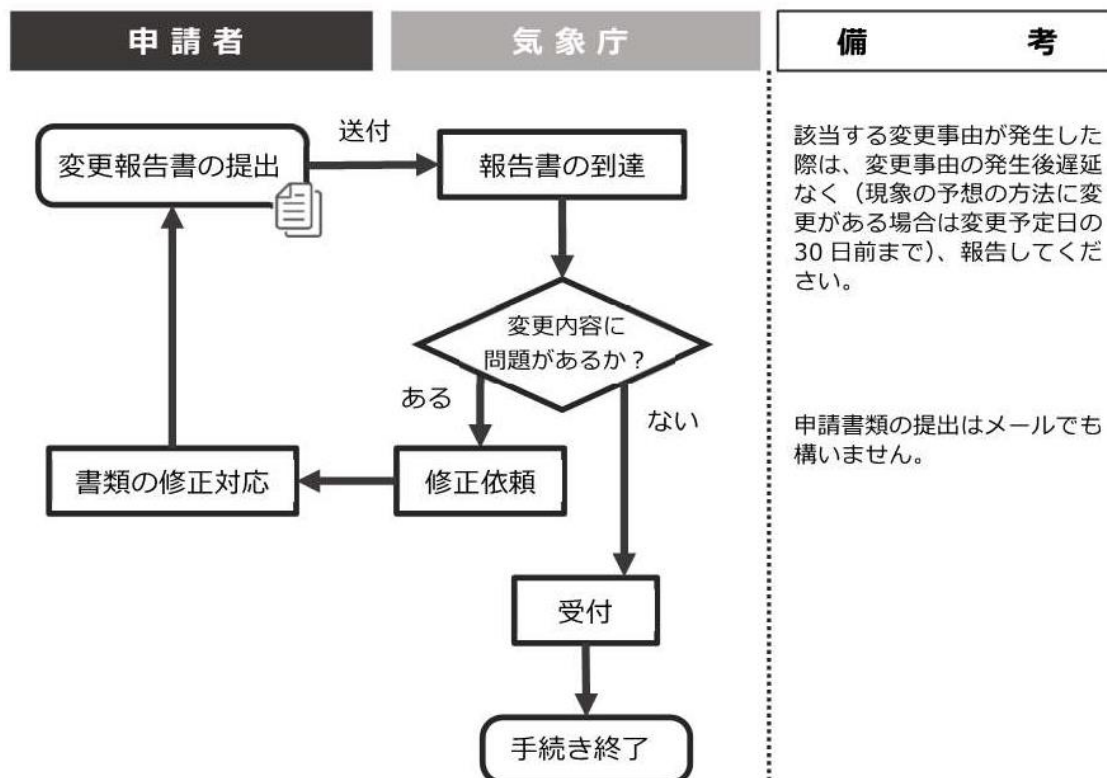 申請者
気象庁
備考
変更報告書の提出
送付
報告書の到達
該当する変更事由が発生した
際は、変更事由の発生後遅延
なく（現象の予想の方法に変
更がある場合は変更予定日の
30 日前まで）、報告してくだ
さい。
変更内容に
問題があるか？
ある
ない
申請書類の提出はメールでも
構いません。
書類の修正対応
修正依頼
受付
手続き終了